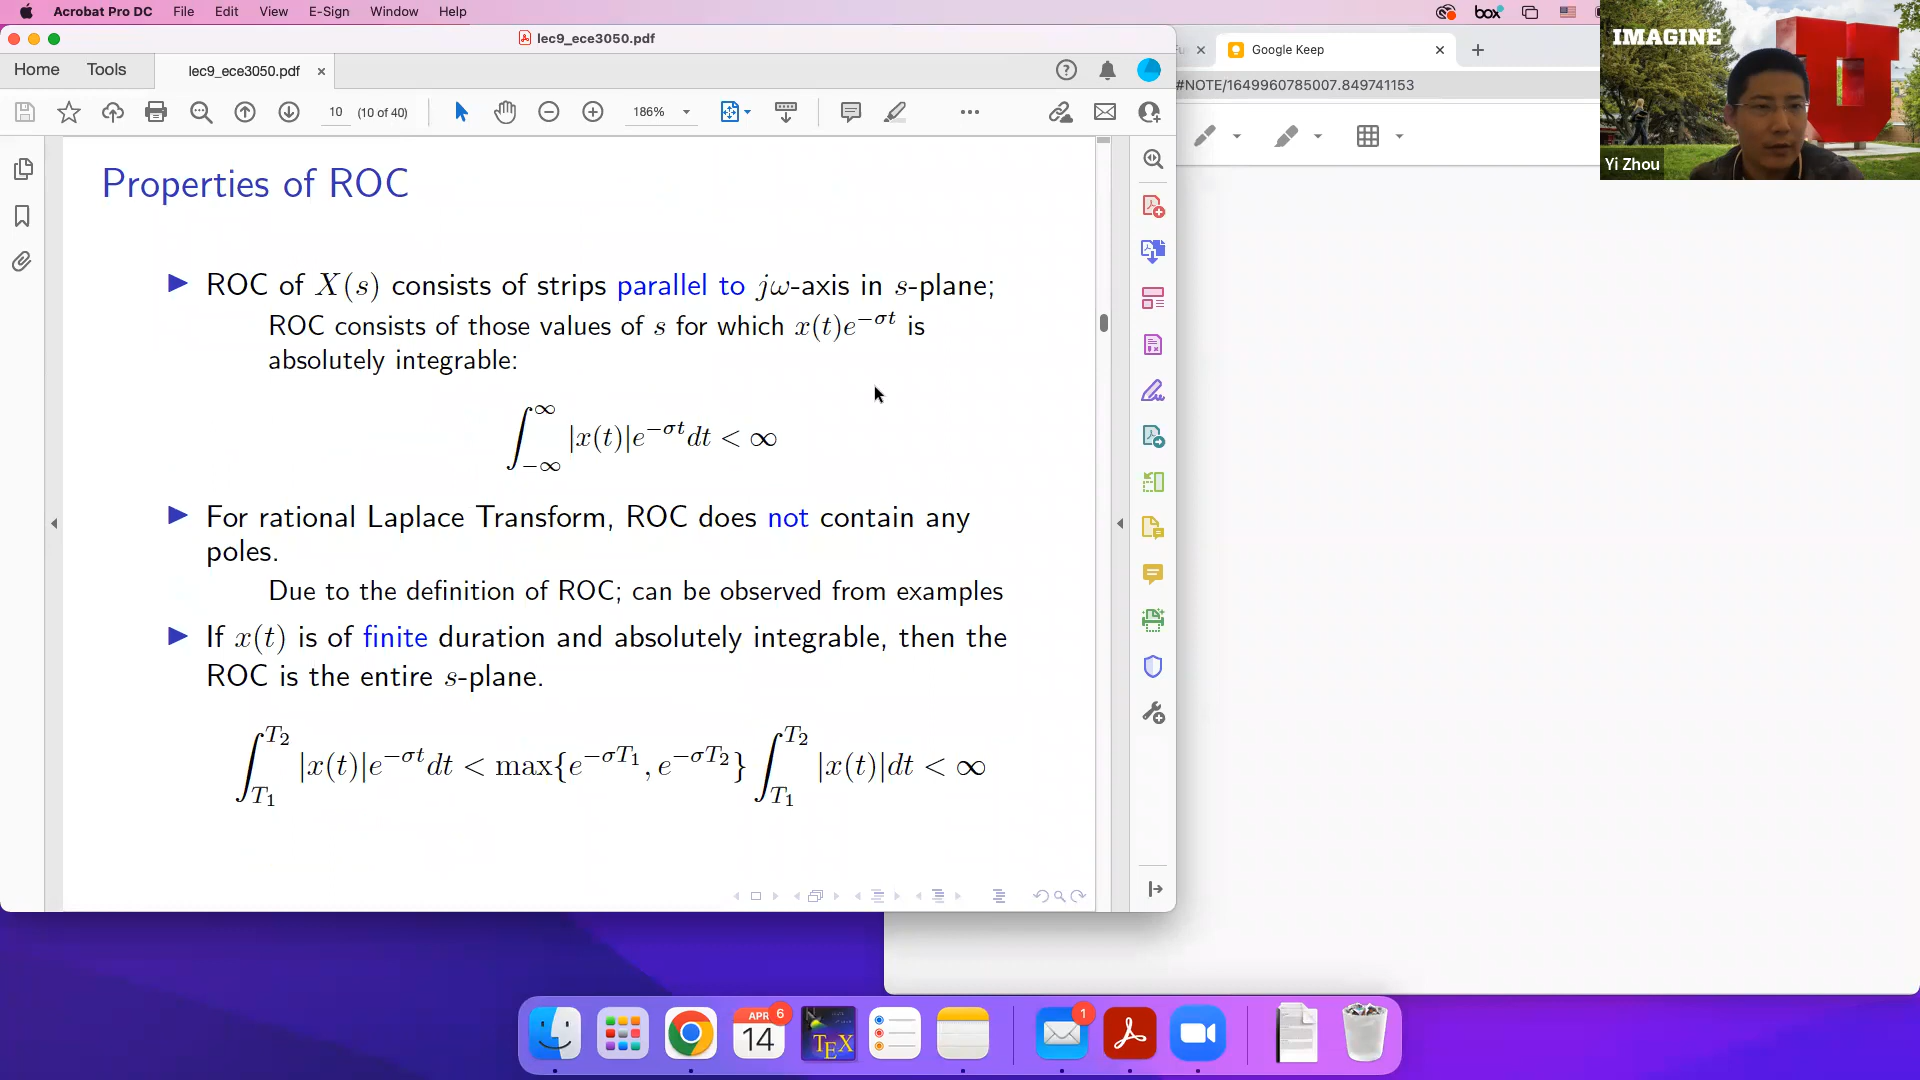 Acrobat Pro DC File Edit View E-Sign Window Help
box
lec9_ece3050.pdf
Home Tools lec9_ece3050.pdf ×
10 (10 of 40) 186%
Google Keep
#NOTE/1649960785007.849741153
IMAGINE
U
Yi Zhou
Properties of ROC
ROC of X(s) consists of strips parallel to jω-axis in s-plane;
ROC consists of those values of s for which x(t)e^{−σt} is
absolutely integrable:
∫_{−∞}^{∞} |x(t)|e^{−σt}dt < ∞
For rational Laplace Transform, ROC does not contain any
poles.
Due to the definition of ROC; can be observed from examples
If x(t) is of finite duration and absolutely integrable, then the
ROC is the entire s-plane.
∫_{T_1}^{T_2} |x(t)|e^{−σt}dt < max{e^{−σT_1}, e^{−σT_2}} ∫_{T_1}^{T_2} |x(t)|dt < ∞
APR 6
14
TEX
1